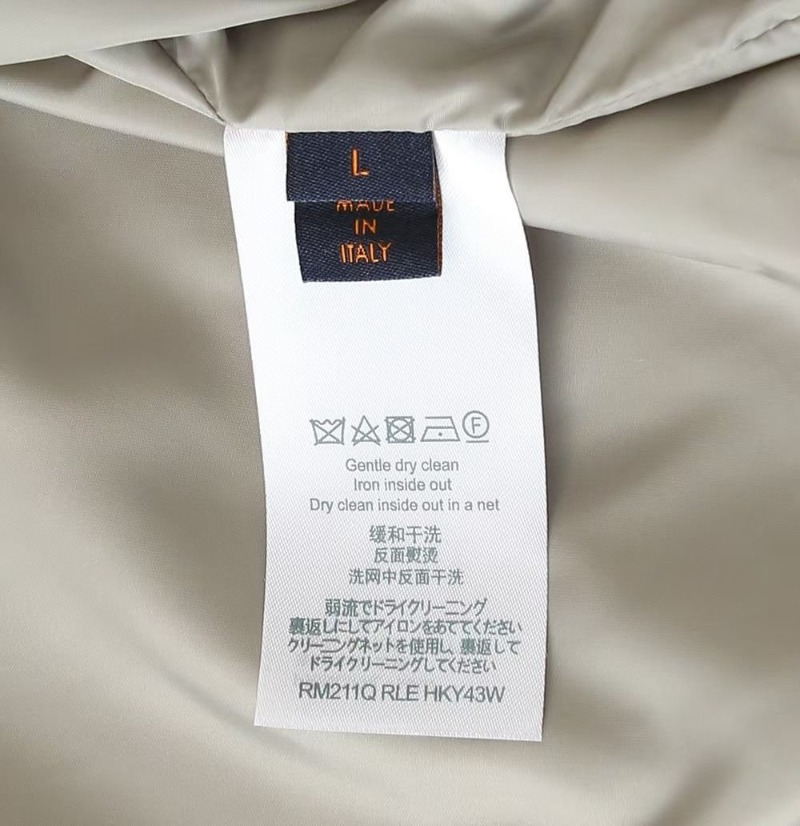 L
MADE
IN
ITALY
F
Gentle dry clean
Iron inside out
Dry clean inside out in a net
缓和干洗
反面熨烫
洗网中反面干洗
弱流でドライクリーニング
裏返しにしてアイロンをあててください
クリーニングネットを使用し、裏返して
ドライクリーニングしてください
RM211Q RLE HKY43W